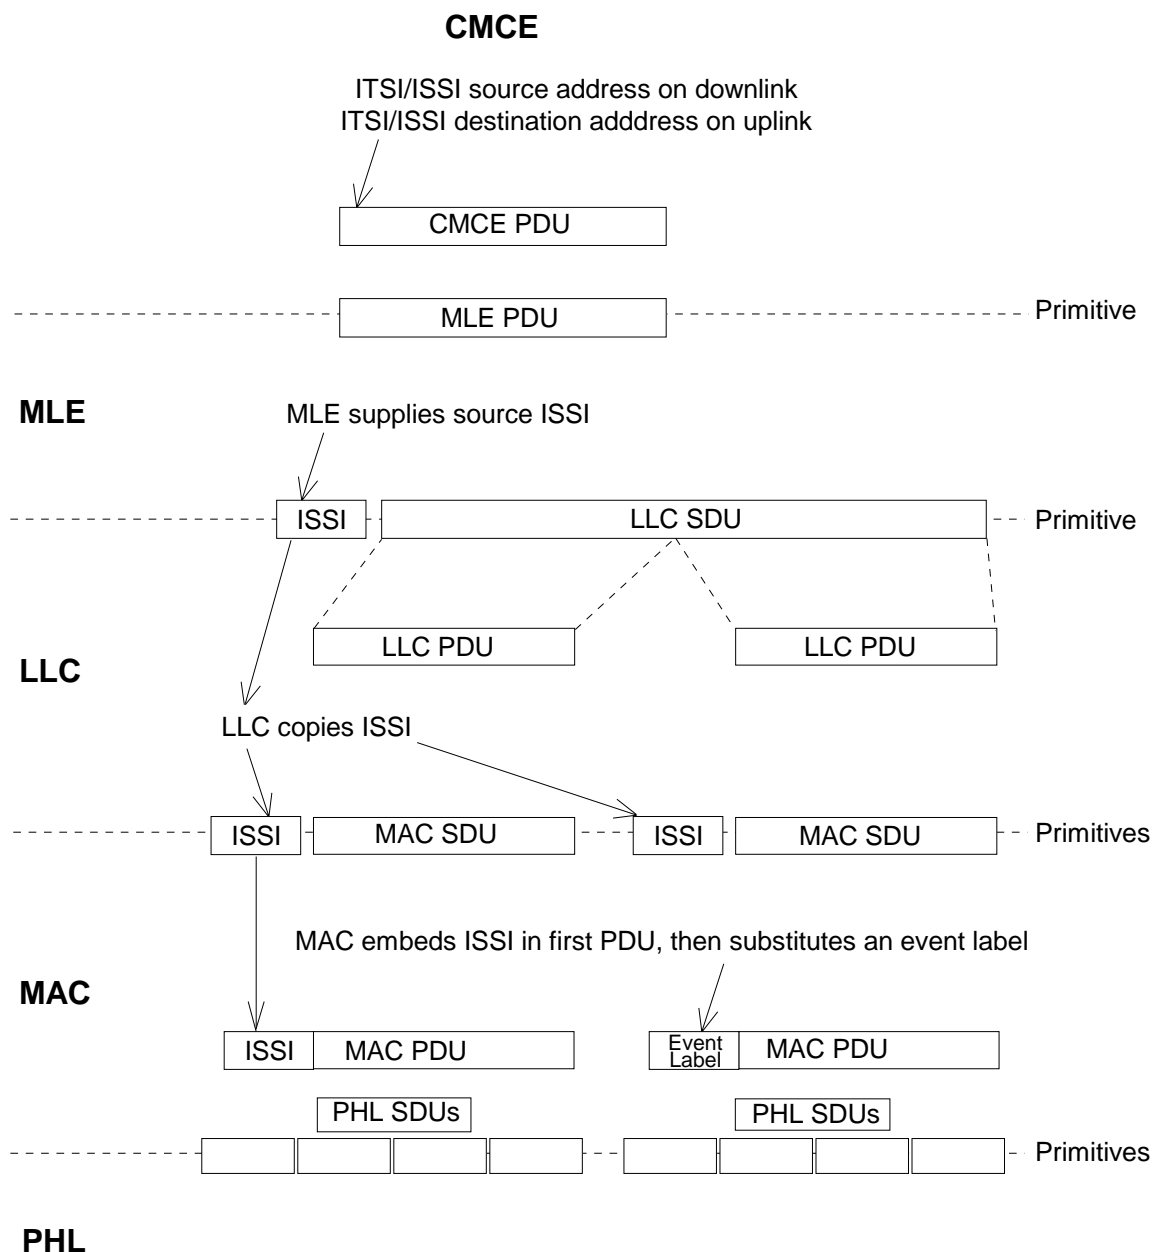 CMCE
ITSI/ISSI source address on downlink
ITSI/ISSI destination adddress on uplink
CMCE PDU
MLE PDU
Primitive
MLE
MLE supplies source ISSI
ISSI
LLC SDU
Primitive
LLC PDU
LLC PDU
LLC
LLC copies ISSI
ISSI
MAC SDU
ISSI
MAC SDU
Primitives
MAC embeds ISSI in first PDU, then substitutes an event label
MAC
ISSI
MAC PDU
Event
Label
MAC PDU
PHL SDUs
PHL SDUs
Primitives
PHL